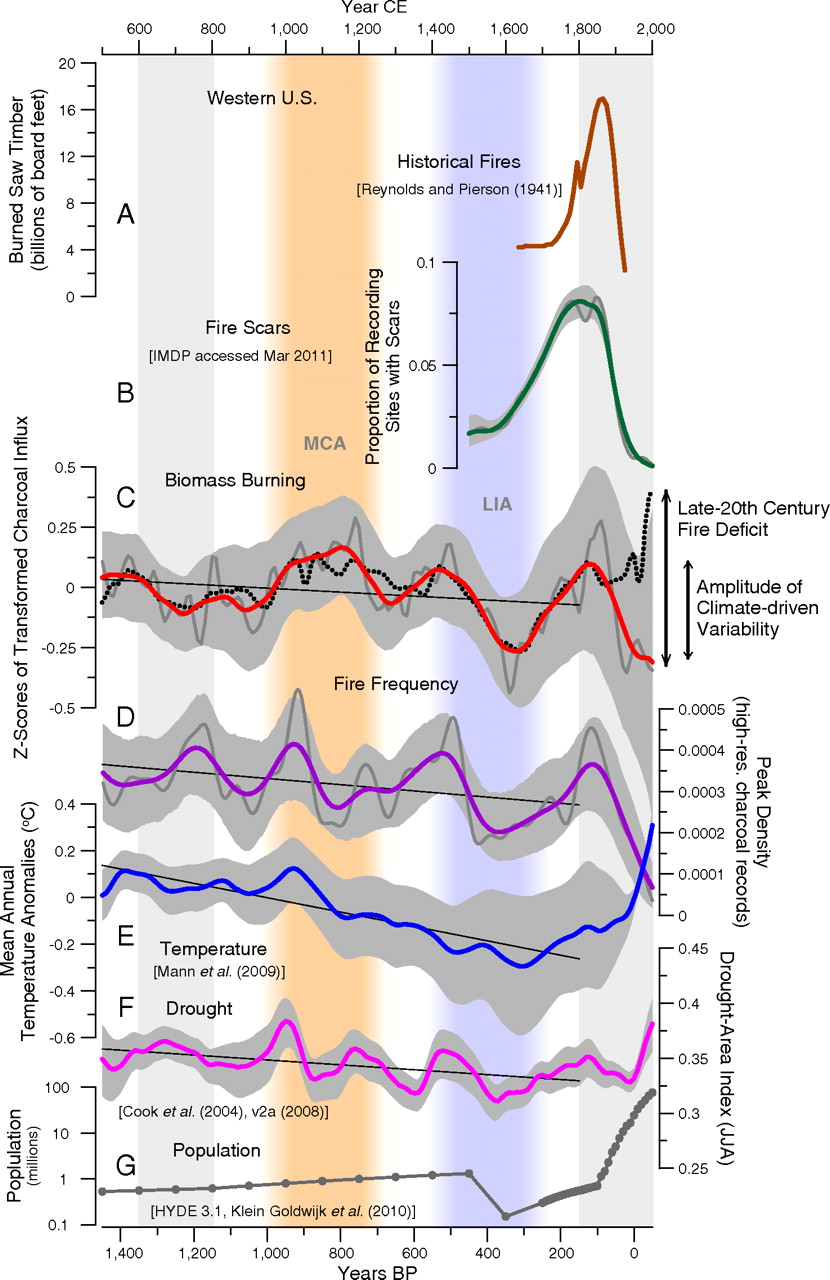 Year CE
600 800 1,000 1,200 1,400 1,600 1,800 2,000
Burned Saw Timber
(billions of board feet)
20
16
12
8
4
0
A
Western U.S.
Historical Fires
[Reynolds and Pierson (1941)]
Proportion of Recording
Sites with Scars
0.1
0.05
0
Fire Scars
[IMDP accessed Mar 2011]
B
MCA
LIA
Z-Scores of Transformed Charcoal Influx
0.5
0.25
0
-0.25
-0.5
C
Biomass Burning
Late-20th Century
Fire Deficit
Amplitude of
Climate-driven
Variability
D
Fire Frequency
0.0005
0.0004
0.0003
0.0002
0.0001
0
Peak Density
(high-res. charcoal records)
Mean Annual
Temperature Anomalies (°C)
0.4
0.2
0
-0.2
-0.4
-0.6
E
Temperature
[Mann et al. (2009)]
F
Drought
[Cook et al. (2004), v2a (2008)]
0.45
0.4
0.35
0.3
0.25
Drought-Area Index (JJA)
Poplulation
(millions)
100
10
1
0.1
G
Population
[HYDE 3.1, Klein Goldwijk et al. (2010)]
1,400 1,200 1,000 800 600 400 200 0
Years BP